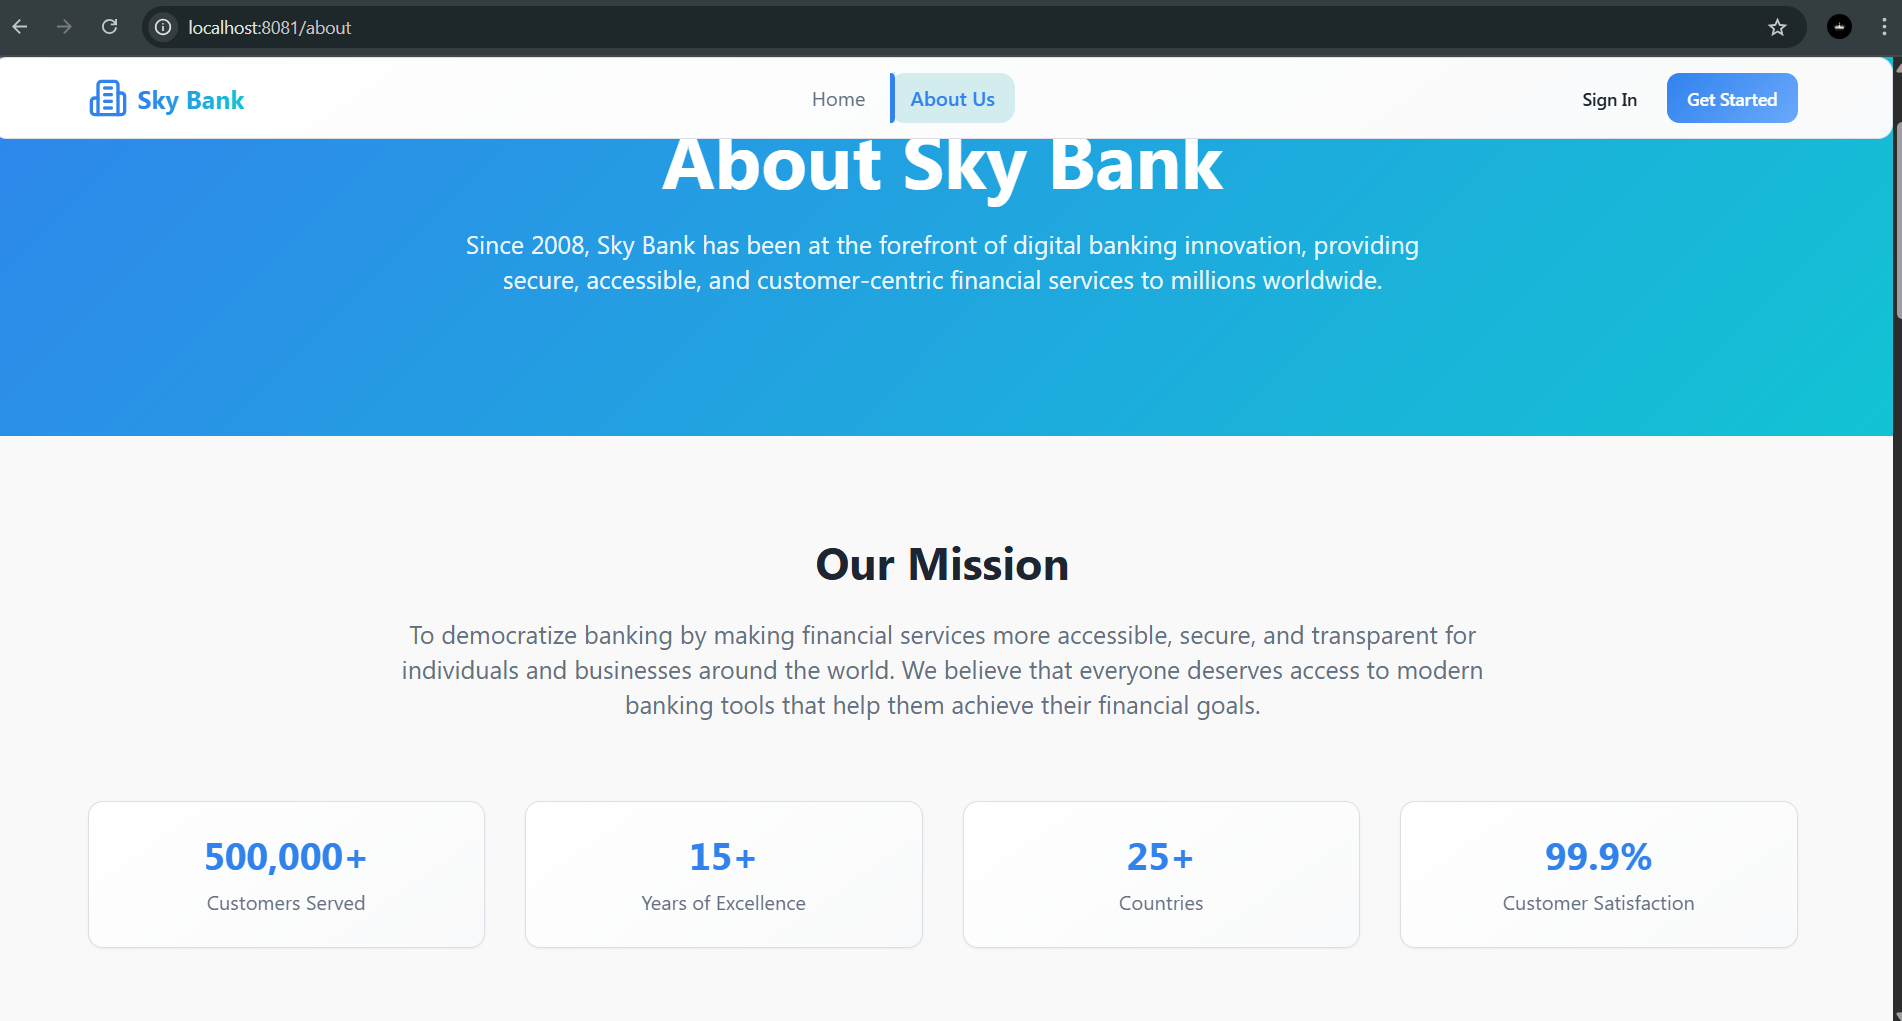 localhost:8081/about
Sky Bank
Home
About Us
Sign In
Get Started
About Sky Bank
Since 2008, Sky Bank has been at the forefront of digital banking innovation, providing
secure, accessible, and customer-centric financial services to millions worldwide.
Our Mission
To democratize banking by making financial services more accessible, secure, and transparent for
individuals and businesses around the world. We believe that everyone deserves access to modern
banking tools that help them achieve their financial goals.
500,000+
Customers Served
15+
Years of Excellence
25+
Countries
99.9%
Customer Satisfaction